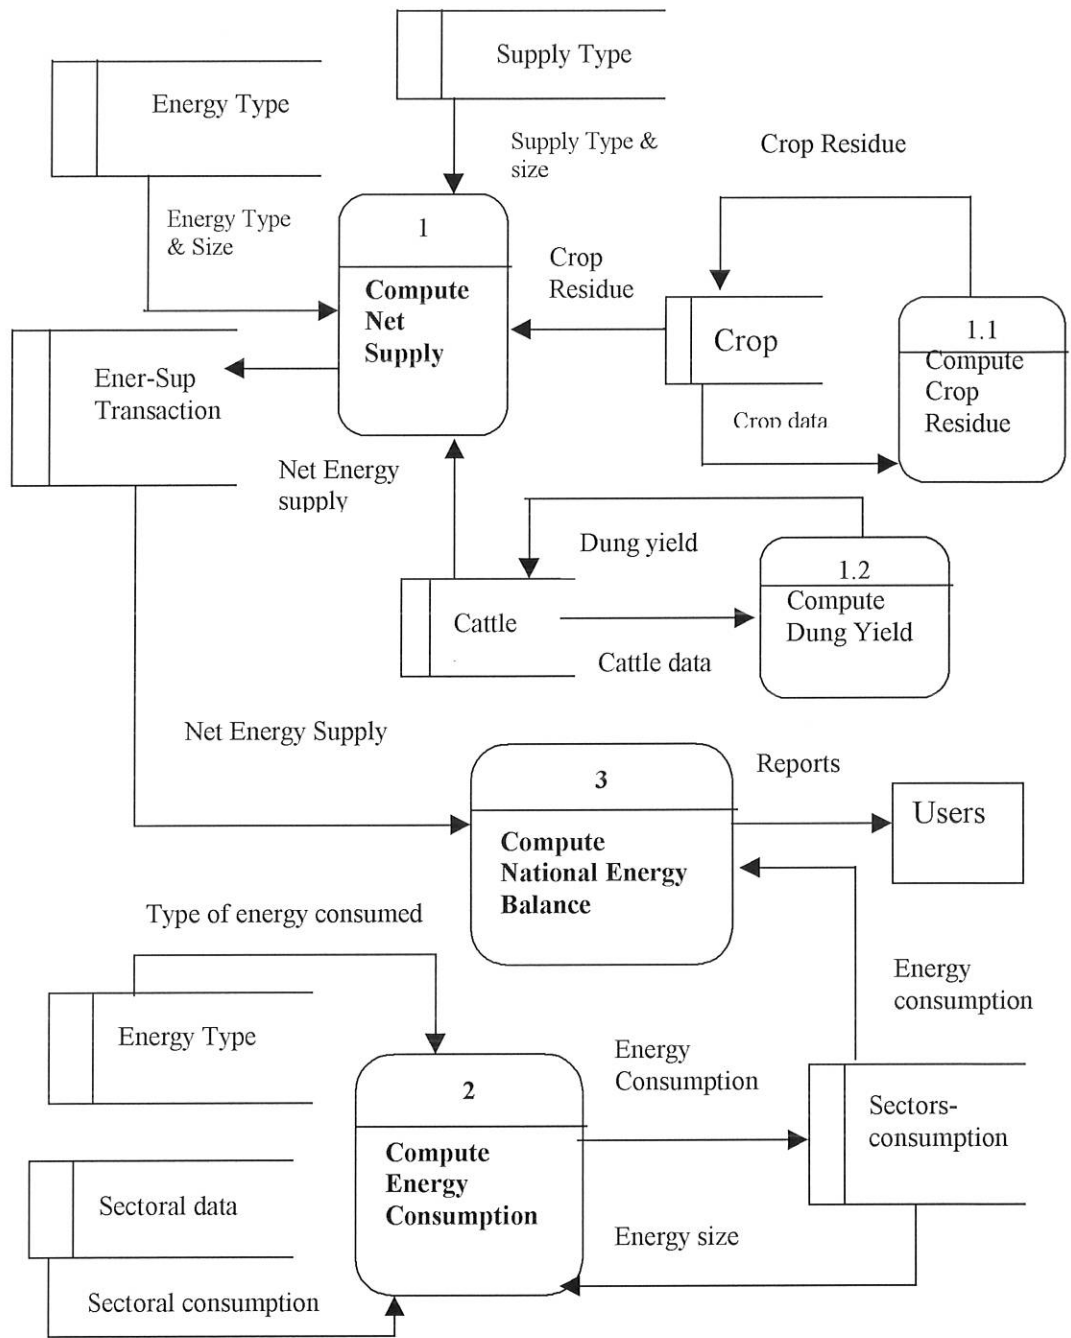 Supply Type
Energy Type
Supply Type &
size
Crop Residue
Energy Type
& Size
1
Compute
Net
Supply
Crop
Residue
Crop
1.1
Compute
Crop
Residue
Ener-Sup
Transaction
Crop data
Net Energy
supply
Dung yield
1.2
Compute
Dung Yield
Cattle
Cattle data
Net Energy Supply
3
Compute
National Energy
Balance
Reports
Users
Type of energy consumed
Energy
consumption
Energy Type
2
Compute
Energy
Consumption
Energy
Consumption
Sectors-
consumption
Sectoral data
Energy size
Sectoral consumption